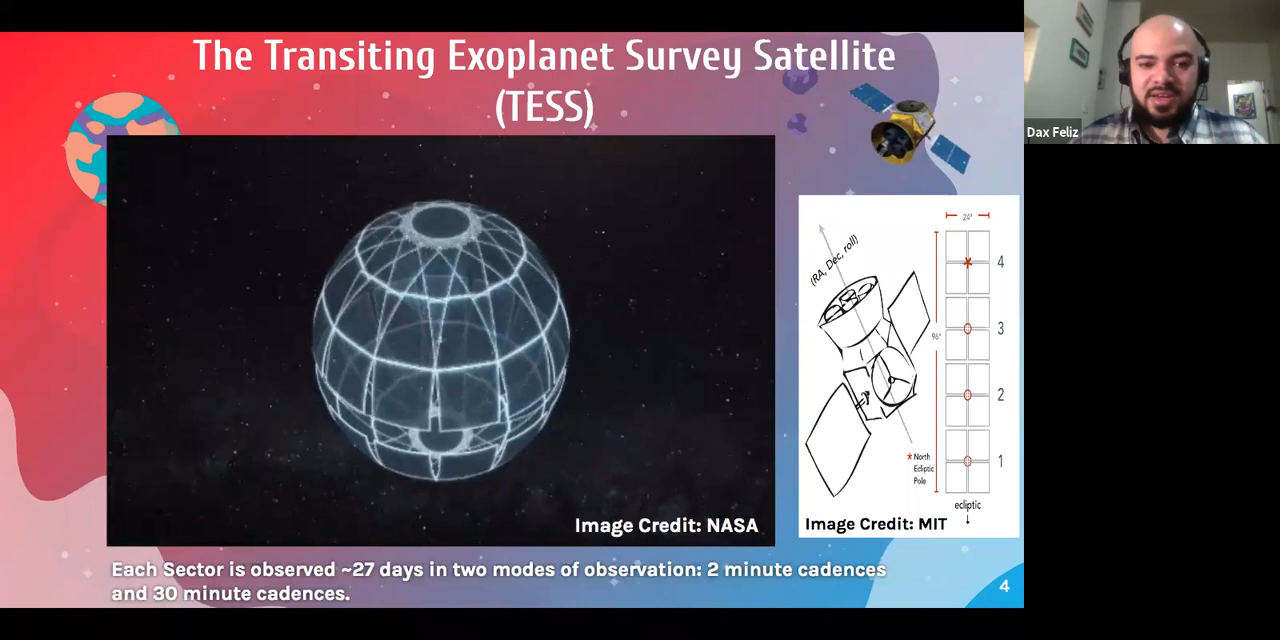 The Transiting Exoplanet Survey Satellite
(TESS)
Dax Feliz
Image Credit: NASA
(RA, Dec, roll)
24°
96°
4
3
2
1
* North
Ecliptic
Pole
ecliptic
Image Credit: MIT
Each Sector is observed ~27 days in two modes of observation: 2 minute cadences
and 30 minute cadences.
4